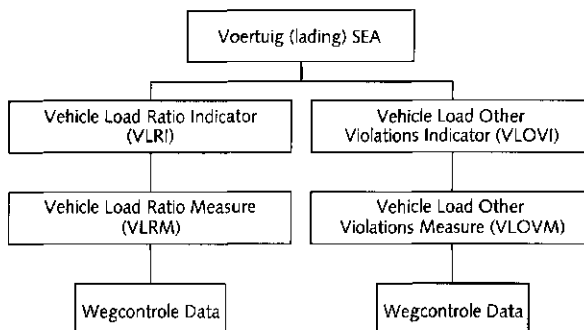 Voertuig (lading) SEA
Vehicle Load Ratio Indicator
(VLRI)
Vehicle Load Other
Violations Indicator (VLOVI)
Vehicle Load Ratio Measure
(VLRM)
Vehicle Load Other
Violations Measure (VLOVM)
Wegcontrole Data
Wegcontrole Data